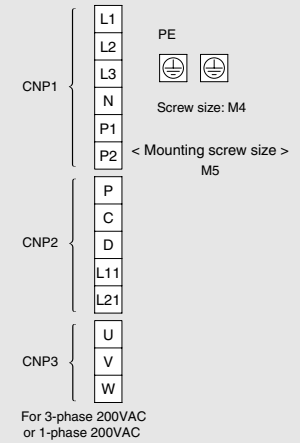 CNP1
L1
L2
L3
N
P1
P2
PE
Screw size: M4
< Mounting screw size >
M5
CNP2
P
C
D
L11
L21
CNP3
U
V
W
For 3-phase 200VAC
or 1-phase 200VAC